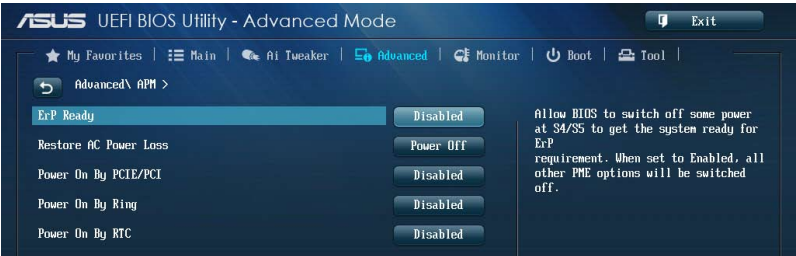 ASUS UEFI BIOS Utility - Advanced Mode
Exit
My Favorites | Main | Ai Tweaker | Advanced | Monitor | Boot | Tool |
Advanced\ APM >
ErP Ready Disabled
Restore AC Power Loss Power Off
Power On By PCIE/PCI Disabled
Power On By Ring Disabled
Power On By RTC Disabled
Allow BIOS to switch off some power
at S4/S5 to get the system ready for
ErP
requirement. When set to Enabled, all
other PME options will be switched
off.